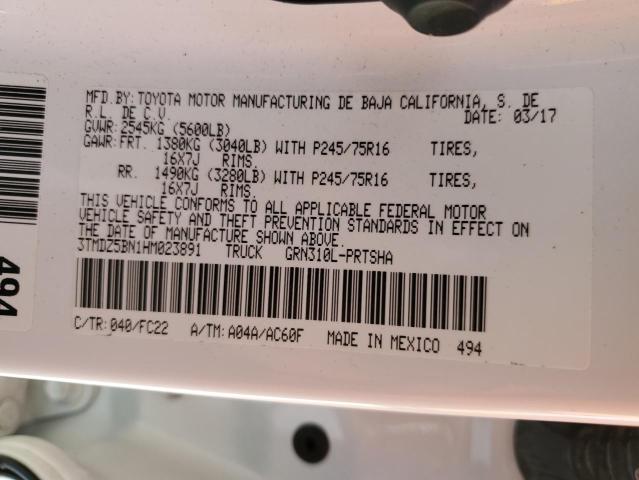 MFD.BY:TOYOTA MOTOR MANUFACTURING DE BAJA CALIFORNIA, S. DE
R.L. DE C.V. DATE: 03/17
GVWR:2545KG (5600LB)
GAWR:FRT. 1380KG (3040LB) WITH P245/75R16 TIRES,
16X7J RIMS.
RR. 1490KG (3280LB) WITH P245/75R16 TIRES,
16X7J RIMS.
THIS VEHICLE CONFORMS TO ALL APPLICABLE FEDERAL MOTOR
VEHICLE SAFETY AND THEFT PREVENTION STANDARDS IN EFFECT ON
THE DATE OF MANUFACTURE SHOWN ABOVE.
3TMDZ5BN1HM023891 TRUCK GRN310L-PRTSHA
C/TR:040/FC22 A/TM:A04A/AC60F MADE IN MEXICO 494
494